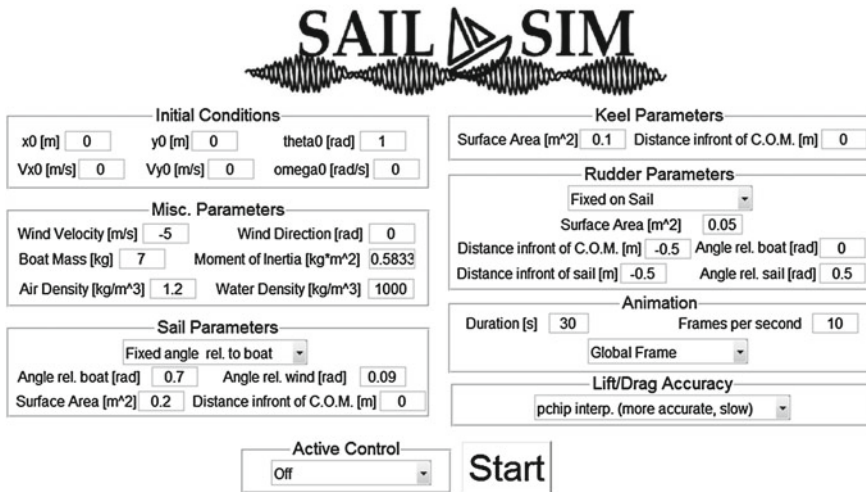 SAIL SIM
Initial Conditions
x0 [m] 0 y0 [m] 0 theta0 [rad] 1
Vx0 [m/s] 0 Vy0 [m/s] 0 omega0 [rad/s] 0
Misc. Parameters
Wind Velocity [m/s] -5 Wind Direction [rad] 0
Boat Mass [kg] 7 Moment of Inertia [kg*m^2] 0.5833
Air Density [kg/m^3] 1.2 Water Density [kg/m^3] 1000
Sail Parameters
Fixed angle rel. to boat
Angle rel. boat [rad] 0.7 Angle rel. wind [rad] 0.09
Surface Area [m^2] 0.2 Distance infront of C.O.M. [m] 0
Keel Parameters
Surface Area [m^2] 0.1 Distance infront of C.O.M. [m] 0
Rudder Parameters
Fixed on Sail
Surface Area [m^2] 0.05
Distance infront of C.O.M. [m] -0.5 Angle rel. boat [rad] 0
Distance infront of sail [m] -0.5 Angle rel. sail [rad] 0.5
Animation
Duration [s] 30 Frames per second 10
Global Frame
Lift/Drag Accuracy
pchip interp. (more accurate, slow)
Active Control
Off
Start